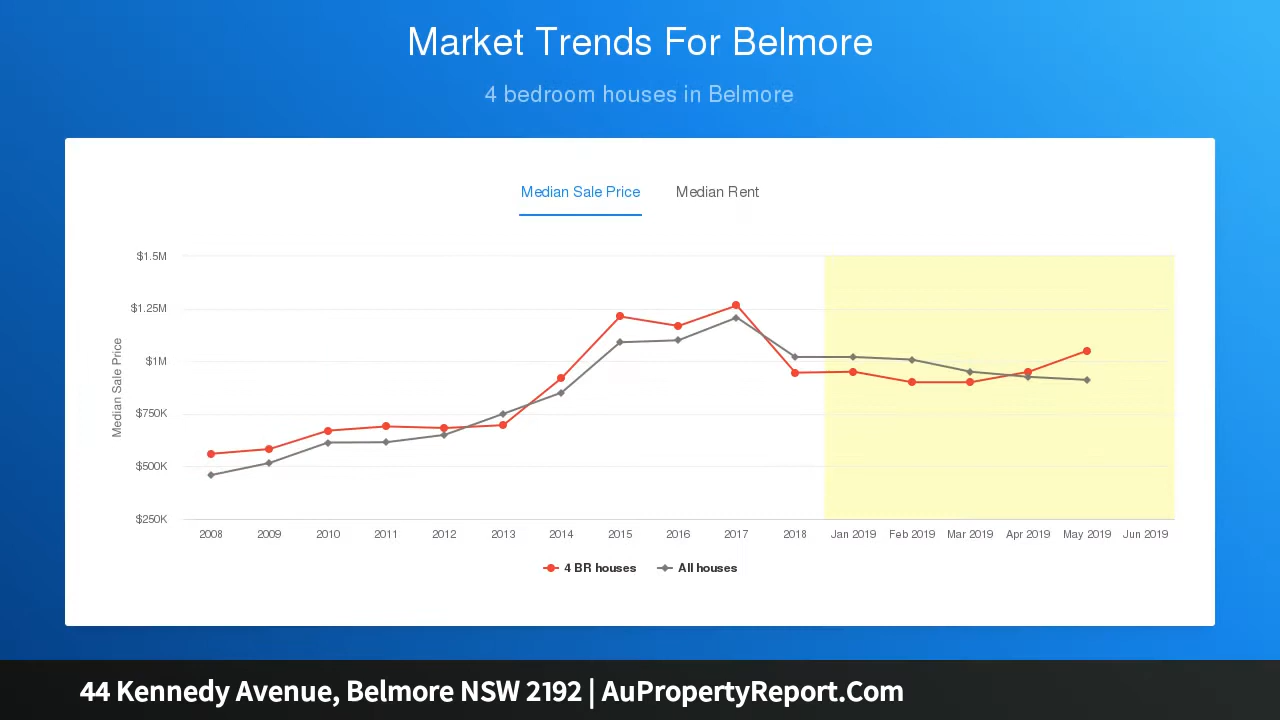 Market Trends For Belmore
4 bedroom houses in Belmore
Median Sale Price Median Rent
$1.5M
$1.25M
$1M
$750K
$500K
$250K
Median Sale Price
2008 2009 2010 2011 2012 2013 2014 2015 2016 2017 2018 Jan 2019 Feb 2019 Mar 2019 Apr 2019 May 2019 Jun 2019
4 BR houses All houses
44 Kennedy Avenue, Belmore NSW 2192 | AuPropertyReport.Com